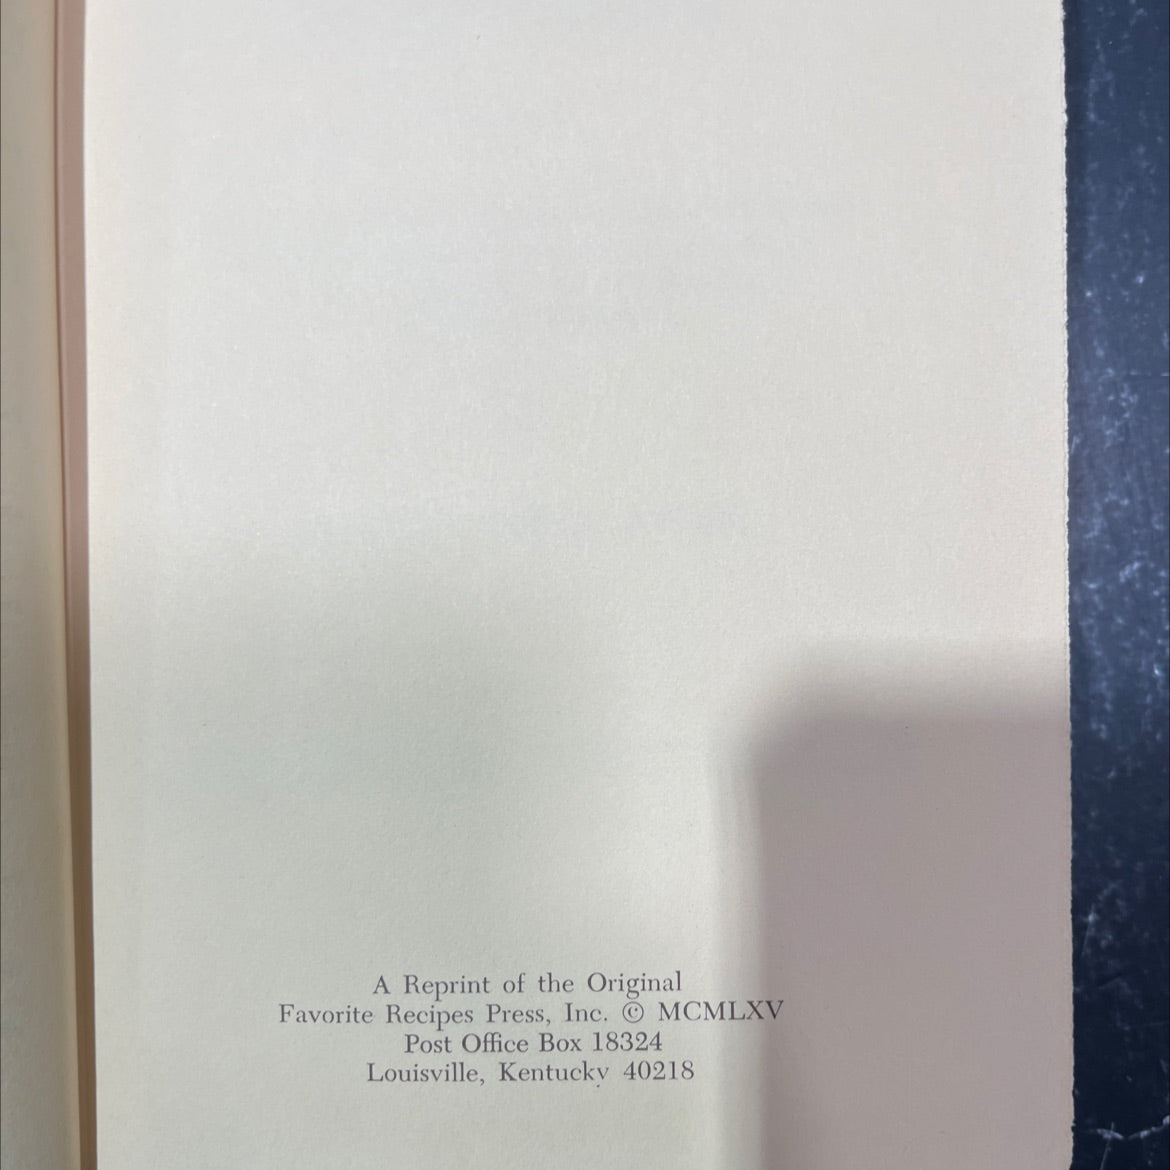 A Reprint of the Original
Favorite Recipes Press, Inc. © MCMLXV
Post Office Box 18324
Louisville, Kentucky 40218